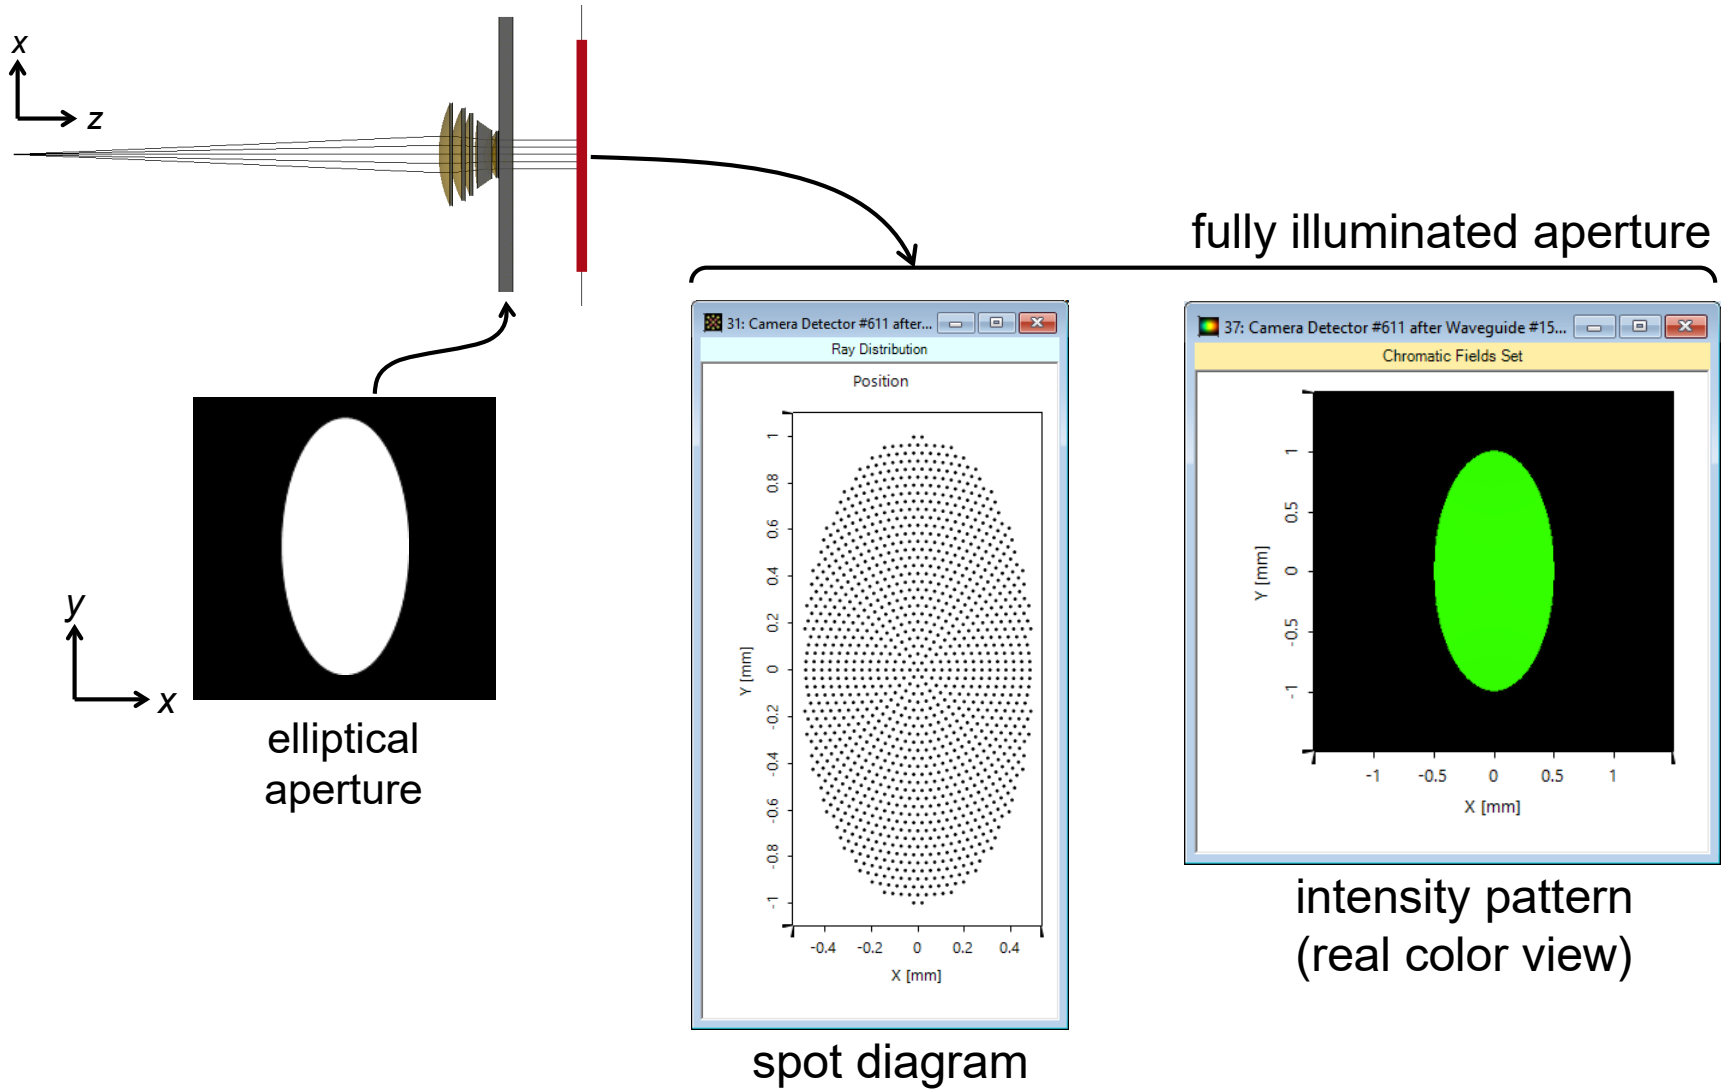 x
z
fully illuminated aperture
31: Camera Detector #611 after...
Ray Distribution
Position
1
0.8
0.6
0.4
0.2
0
-0.2
-0.4
-0.6
-0.8
-1
Y [mm]
-0.4 -0.2 0 0.2 0.4
X [mm]
spot diagram
37: Camera Detector #611 after Waveguide #15...
Chromatic Fields Set
1
0.5
0
-0.5
-1
Y [mm]
-1 -0.5 0 0.5 1
X [mm]
intensity pattern
(real color view)
y
x
elliptical
aperture